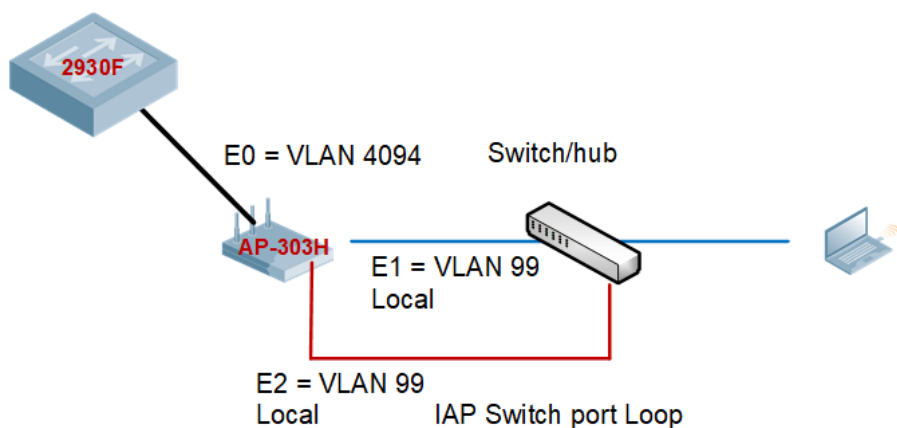 2930F
E0 = VLAN 4094
Switch/hub
AP-303H
E1 = VLAN 99
Local
E2 = VLAN 99
Local
IAP Switch port Loop